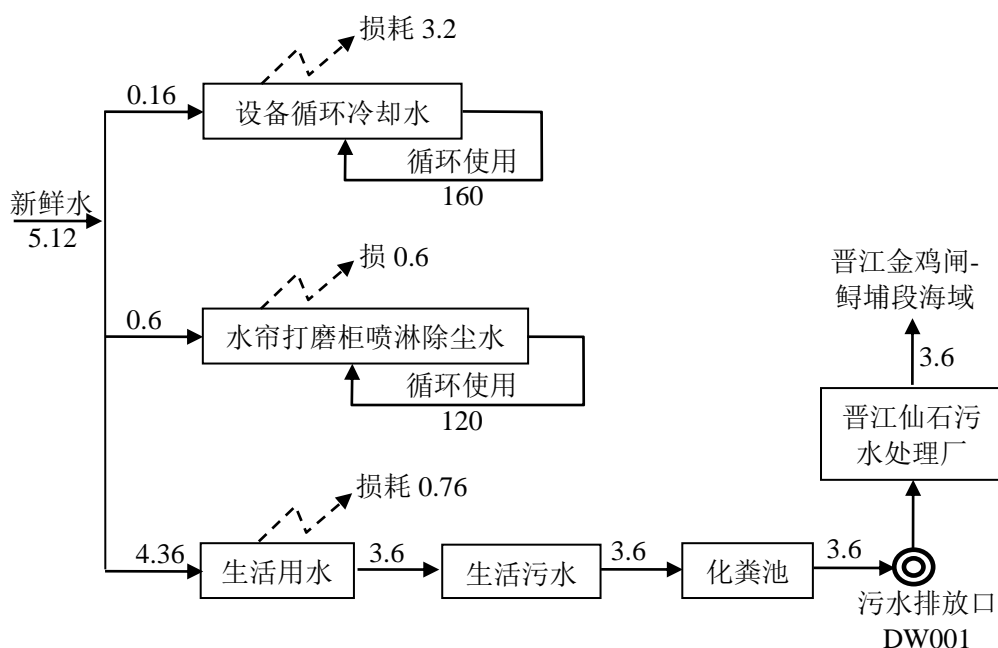 损耗 3.2
0.16
设备循环冷却水
循环使用
160
新鲜水
5.12
损 0.6
0.6
水帘打磨柜喷淋除尘水
循环使用
120
晋江金鸡闸-
鲟埔段海域
3.6
晋江仙石污
水处理厂
损耗 0.76
4.36
生活用水
3.6
生活污水
3.6
化粪池
3.6
污水排放口
DW001